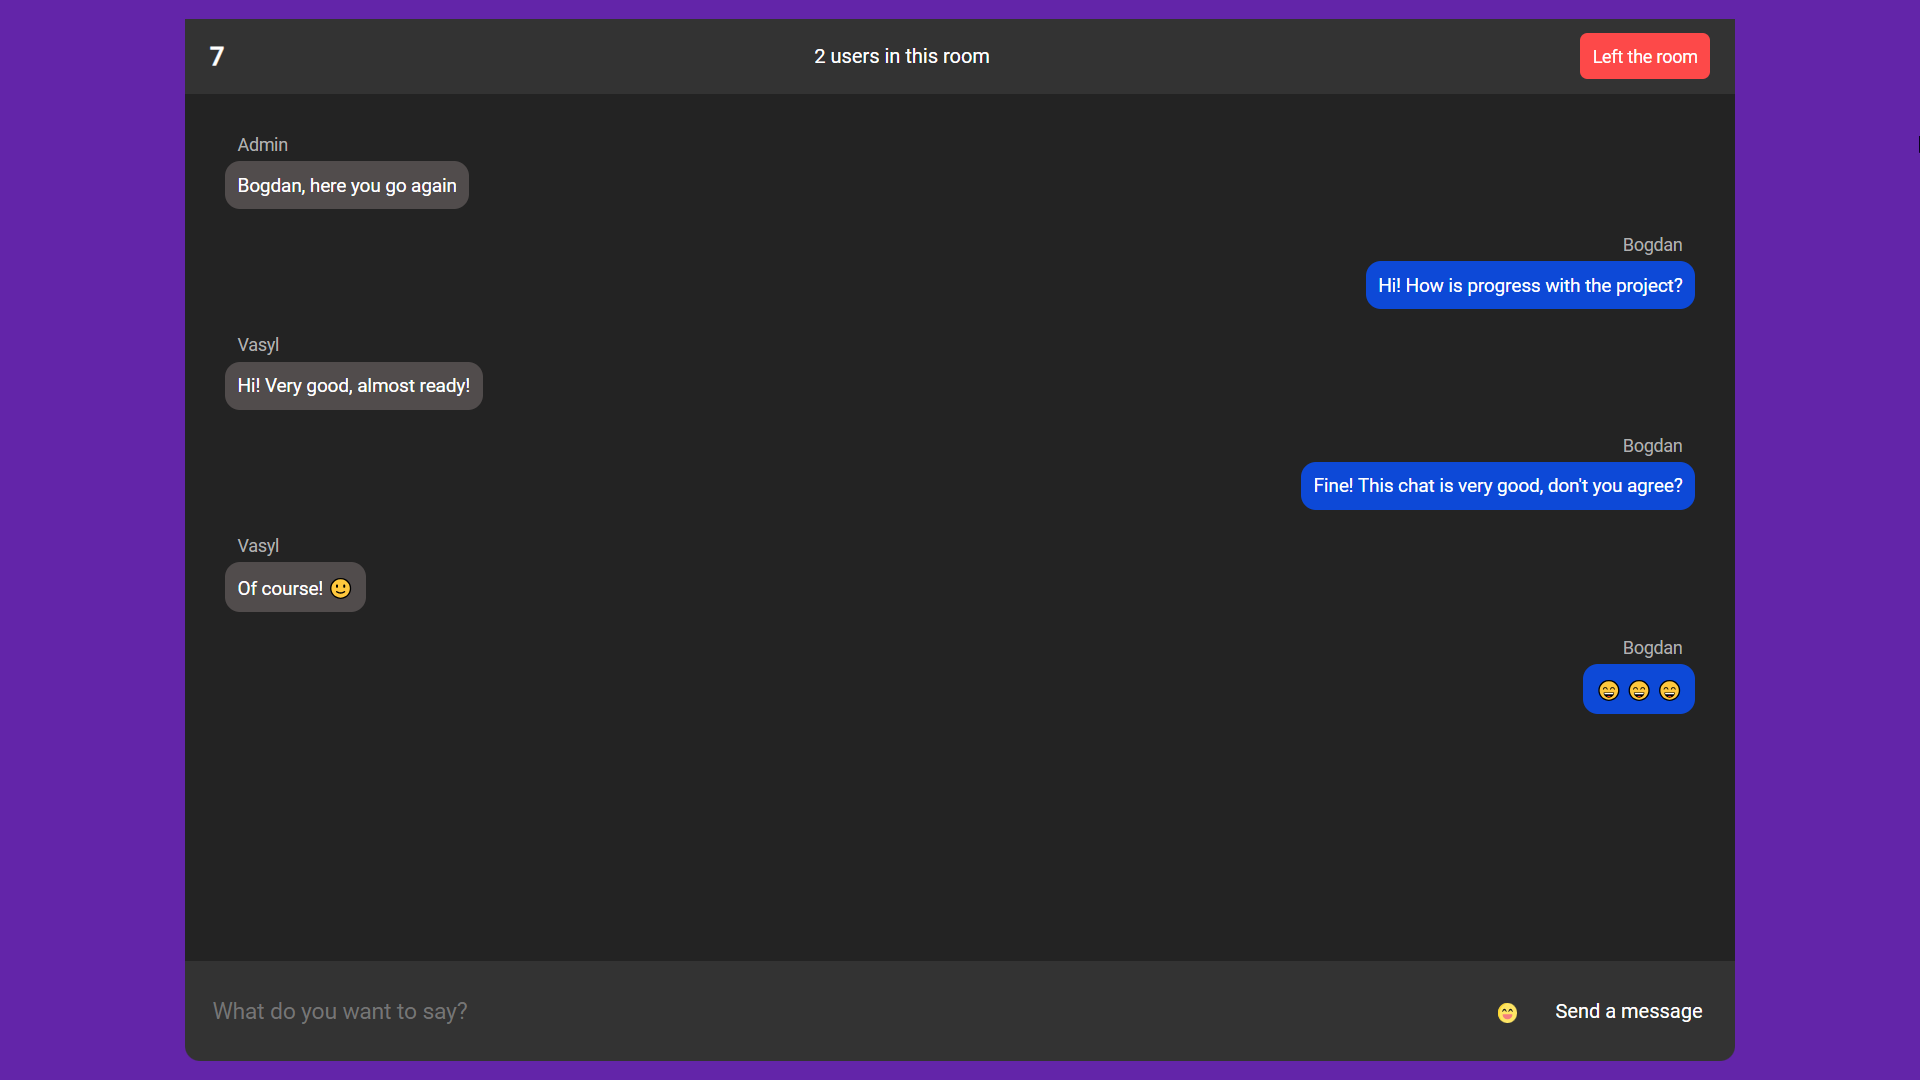 7
2 users in this room
Left the room
Admin
Bogdan, here you go again
Bogdan
Hi! How is progress with the project?
Vasyl
Hi! Very good, almost ready!
Bogdan
Fine! This chat is very good, don't you agree?
Vasyl
Of course! 🙂
Bogdan
😄 😄 😄
What do you want to say?
Send a message